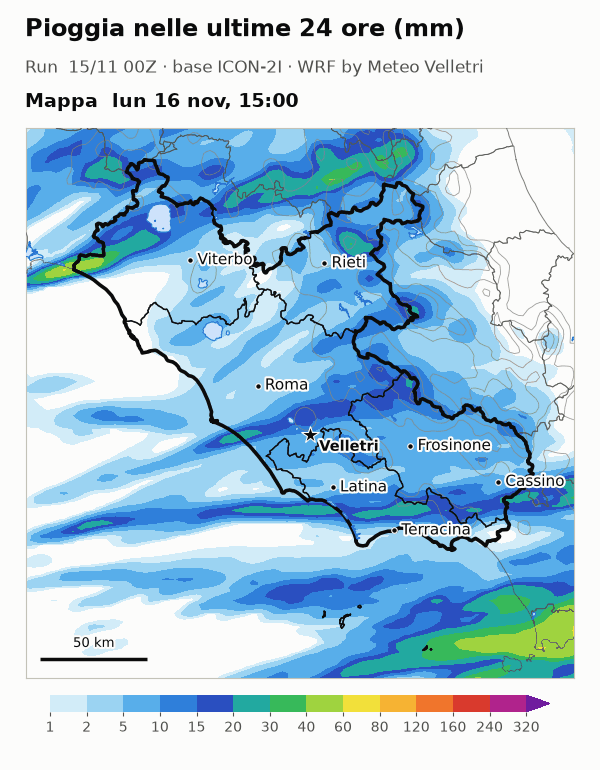 Pioggia nelle ultime 24 ore (mm)
Run  15/11 00Z · base ICON-2I · WRF by Meteo Velletri
Mappa  lun 16 nov, 15:00
Viterbo
Rieti
Roma
Velletri
Frosinone
Cassino
Latina
Terracina
50 km
1 2 5 10 15 20 30 40 60 80 120 160 240 320